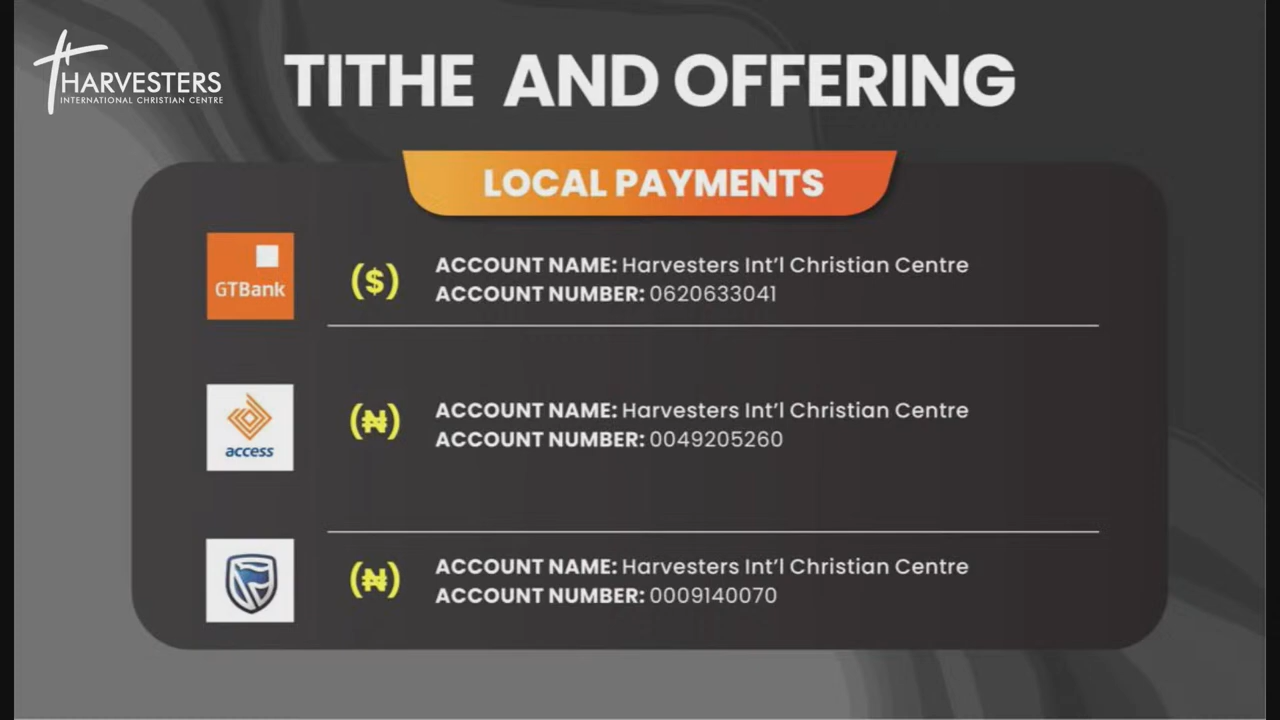 HARVESTERS
INTERNATIONAL CHRISTIAN CENTRE
TITHE AND OFFERING
LOCAL PAYMENTS
GTBank
($)
ACCOUNT NAME: Harvesters Int'l Christian Centre
ACCOUNT NUMBER: 0620633041
access
(₦)
ACCOUNT NAME: Harvesters Int'l Christian Centre
ACCOUNT NUMBER: 0049205260
(₦)
ACCOUNT NAME: Harvesters Int'l Christian Centre
ACCOUNT NUMBER: 0009140070